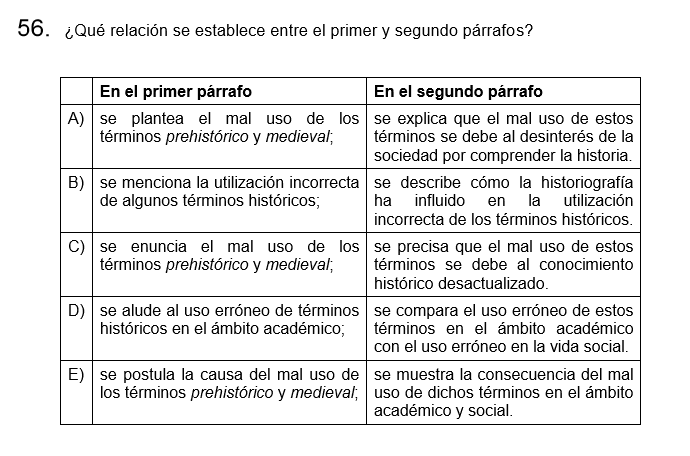 56. ¿Qué relación se establece entre el primer y segundo párrafos?
En el primer párrafo
En el segundo párrafo
A) se plantea el mal uso de los
términos prehistórico y medieval;
se explica que el mal uso de estos
términos se debe al desinterés de la
sociedad por comprender la historia.
B) se menciona la utilización incorrecta
de algunos términos históricos;
se describe cómo la historiografía
ha influido en la utilización
incorrecta de los términos históricos.
C) se enuncia el mal uso de los
términos prehistórico y medieval;
se precisa que el mal uso de estos
términos se debe al conocimiento
histórico desactualizado.
D) se alude al uso erróneo de términos
históricos en el ámbito académico;
se compara el uso erróneo de estos
términos en el ámbito académico
con el uso erróneo en la vida social.
E) se postula la causa del mal uso de
los términos prehistórico y medieval;
se muestra la consecuencia del mal
uso de dichos términos en el ámbito
académico y social.